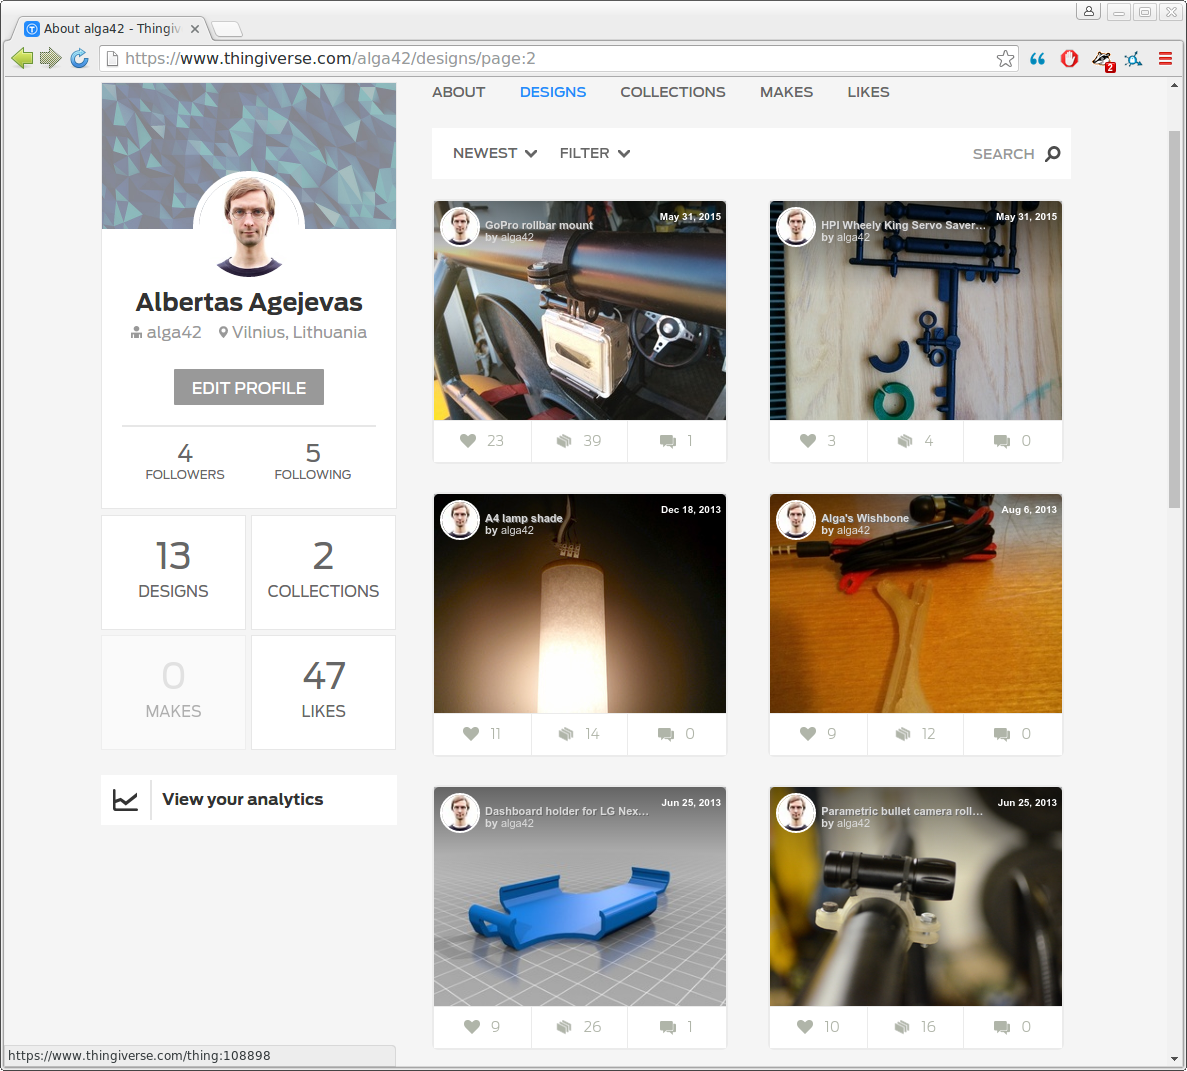 About alga42 - Thingiv
https://www.thingiverse.com/alga42/designs/page:2
2
ABOUT DESIGNS COLLECTIONS MAKES LIKES
NEWEST FILTER SEARCH
Albertas Agejevas
alga42 Vilnius, Lithuania
EDIT PROFILE
4 5
FOLLOWERS FOLLOWING
13 2
DESIGNS COLLECTIONS
0 47
MAKES LIKES
View your analytics
May 31, 2015
GoPro rollbar mount
by alga42
23 39 1
May 31, 2015
HPI Wheely King Servo Saver...
by alga42
3 4 0
Dec 18, 2013
A4 lamp shade
by alga42
11 14 0
Aug 6, 2013
Alga's Wishbone
by alga42
9 12 0
Jun 25, 2013
Dashboard holder for LG Nex...
by alga42
9 26 1
Jun 25, 2013
Parametric bullet camera roll...
by alga42
10 16 0
https://www.thingiverse.com/thing:108898